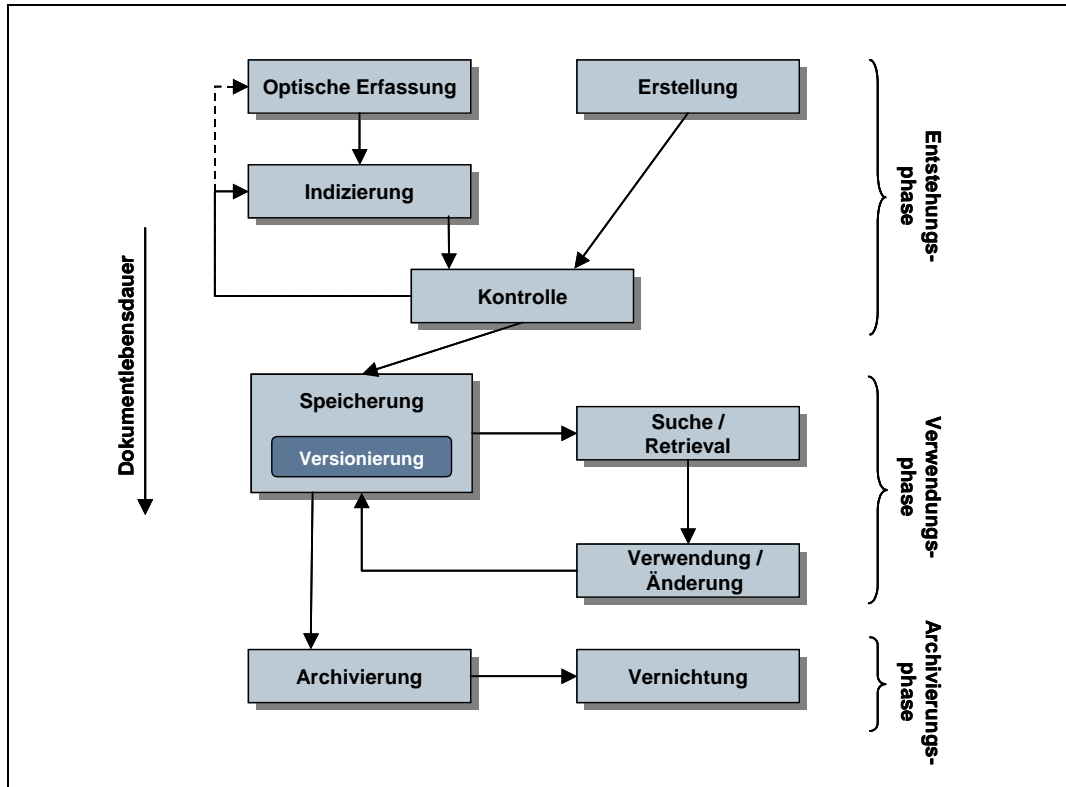 Optische Erfassung
Erstellung
Indizierung
Kontrolle
Entstehungs-
phase
Dokumentlebensdauer
Speicherung
Versionierung
Suche /
Retrieval
Verwendung /
Änderung
Verwendungs-
phase
Archivierung
Vernichtung
Archivierungs-
phase